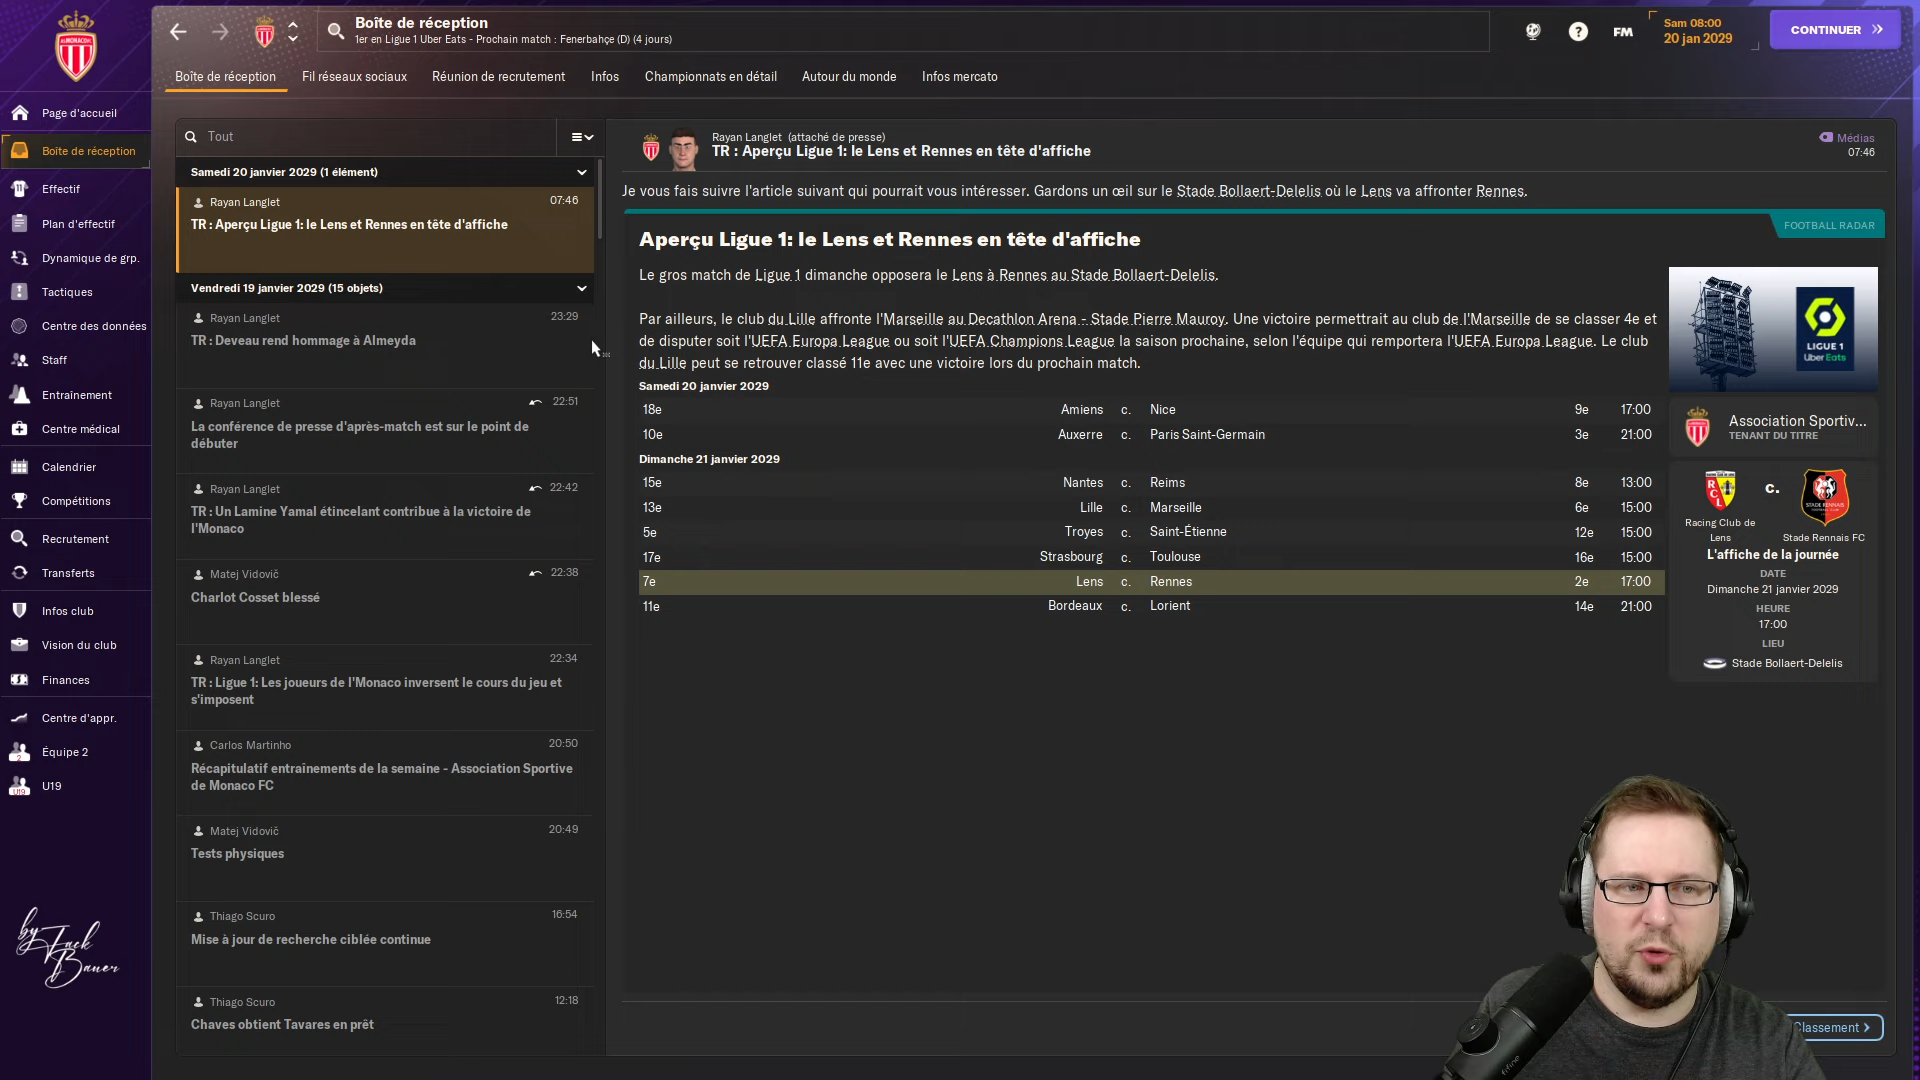 Boîte de réception
1er en Ligue 1 Uber Eats - Prochain match : Fenerbahçe (D) (4 jours)
FM
Sam 08:00
20 jan 2029
CONTINUER
Boîte de réception
Fil réseaux sociaux
Réunion de recrutement
Infos
Championnats en détail
Autour du monde
Infos mercato
Page d'accueil
Boîte de réception
Effectif
Plan d'effectif
Dynamique de grp.
Tactiques
Centre des données
Staff
Entraînement
Centre médical
Calendrier
Compétitions
Recrutement
Transferts
Infos club
Vision du club
Finances
Centre d'appr.
Équipe 2
U19
by Jack
Bauer
Tout
Samedi 20 janvier 2029 (1 élément)
Rayan Langlet 07:46
TR : Aperçu Ligue 1: le Lens et Rennes en tête d'affiche
Vendredi 19 janvier 2029 (15 objets)
Rayan Langlet 23:29
TR : Deveau rend hommage à Almeyda
Rayan Langlet 22:51
La conférence de presse d'après-match est sur le point de
débuter
Rayan Langlet 22:42
TR : Un Lamine Yamal étincelant contribue à la victoire de
l'Monaco
Matej Vidovič 22:38
Charlot Cosset blessé
Rayan Langlet 22:34
TR : Ligue 1: Les joueurs de l'Monaco inversent le cours du jeu et
s'imposent
Carlos Martinho 20:50
Récapitulatif entraînements de la semaine - Association Sportive
de Monaco FC
Matej Vidovič 20:49
Tests physiques
Thiago Scuro 16:54
Mise à jour de recherche ciblée continue
Thiago Scuro 12:18
Chaves obtient Tavares en prêt
Rayan Langlet (attaché de presse)
TR : Aperçu Ligue 1: le Lens et Rennes en tête d'affiche
Médias
07:46
Je vous fais suivre l'article suivant qui pourrait vous intéresser. Gardons un œil sur le Stade Bollaert-Delelis où le Lens va affronter Rennes.
FOOTBALL RADAR
Aperçu Ligue 1: le Lens et Rennes en tête d'affiche
Le gros match de Ligue 1 dimanche opposera le Lens à Rennes au Stade Bollaert-Delelis.
Par ailleurs, le club du Lille affronte l'Marseille au Decathlon Arena - Stade Pierre Mauroy. Une victoire permettrait au club de l'Marseille de se classer 4e et
de disputer soit l'UEFA Europa League ou soit l'UEFA Champions League la saison prochaine, selon l'équipe qui remportera l'UEFA Europa League. Le club
du Lille peut se retrouver classé 11e avec une victoire lors du prochain match.
Samedi 20 janvier 2029
18e Amiens c. Nice 9e 17:00
10e Auxerre c. Paris Saint-Germain 3e 21:00
Dimanche 21 janvier 2029
15e Nantes c. Reims 8e 13:00
13e Lille c. Marseille 6e 15:00
5e Troyes c. Saint-Étienne 12e 15:00
17e Strasbourg c. Toulouse 16e 15:00
7e Lens c. Rennes 2e 17:00
11e Bordeaux c. Lorient 14e 21:00
LIGUE 1
Uber Eats
Association Sportiv...
TENANT DU TITRE
c.
Racing Club de
Lens
Stade Rennais FC
L'affiche de la journée
DATE
Dimanche 21 janvier 2029
HEURE
17:00
LIEU
Stade Bollaert-Delelis
Classement
fifine